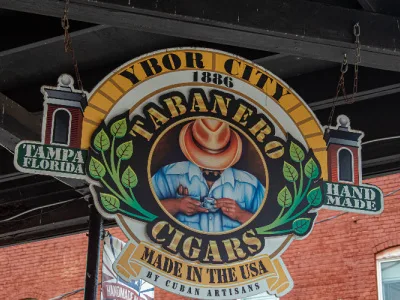 YBOR CITY
1886
TABANERO
TAMPA
FLORIDA
HAND
MADE
CIGARS
MADE IN THE USA
BY CUBAN ARTISANS